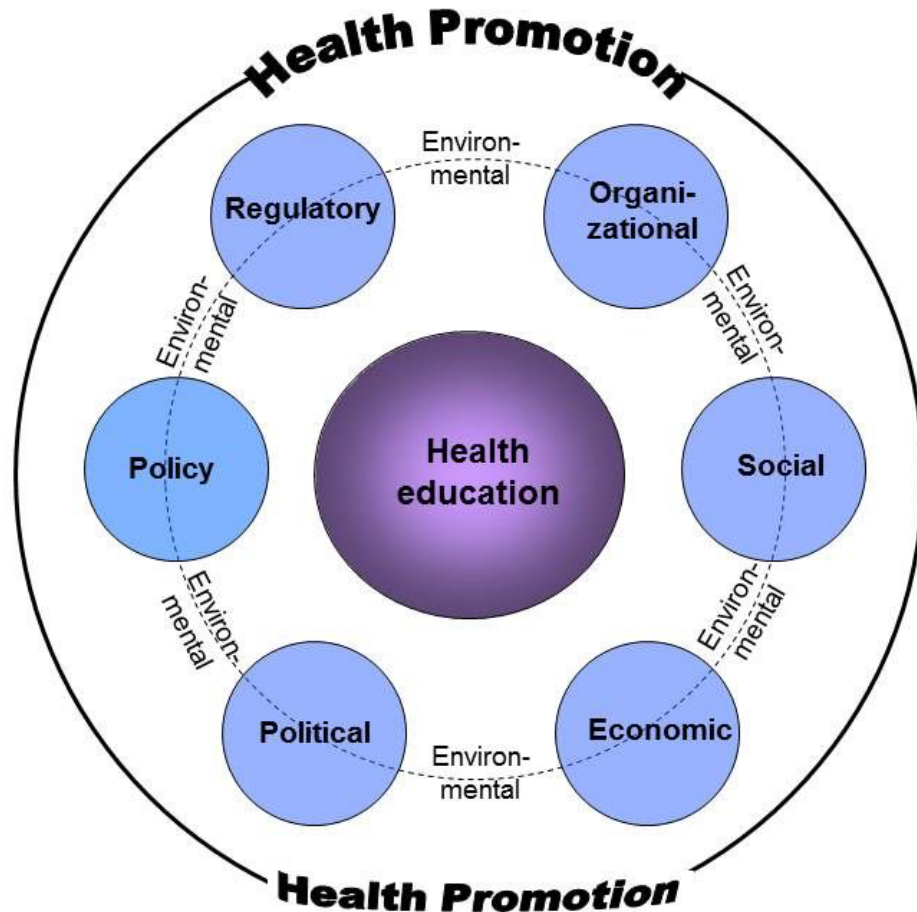 Health Promotion
Environ-
mental
Regulatory
Organi-
zational
Environ-
mental
Environ-
mental
Health
education
Policy
Social
Environ-
mental
Environ-
mental
Political
Economic
Environ-
mental
Health Promotion